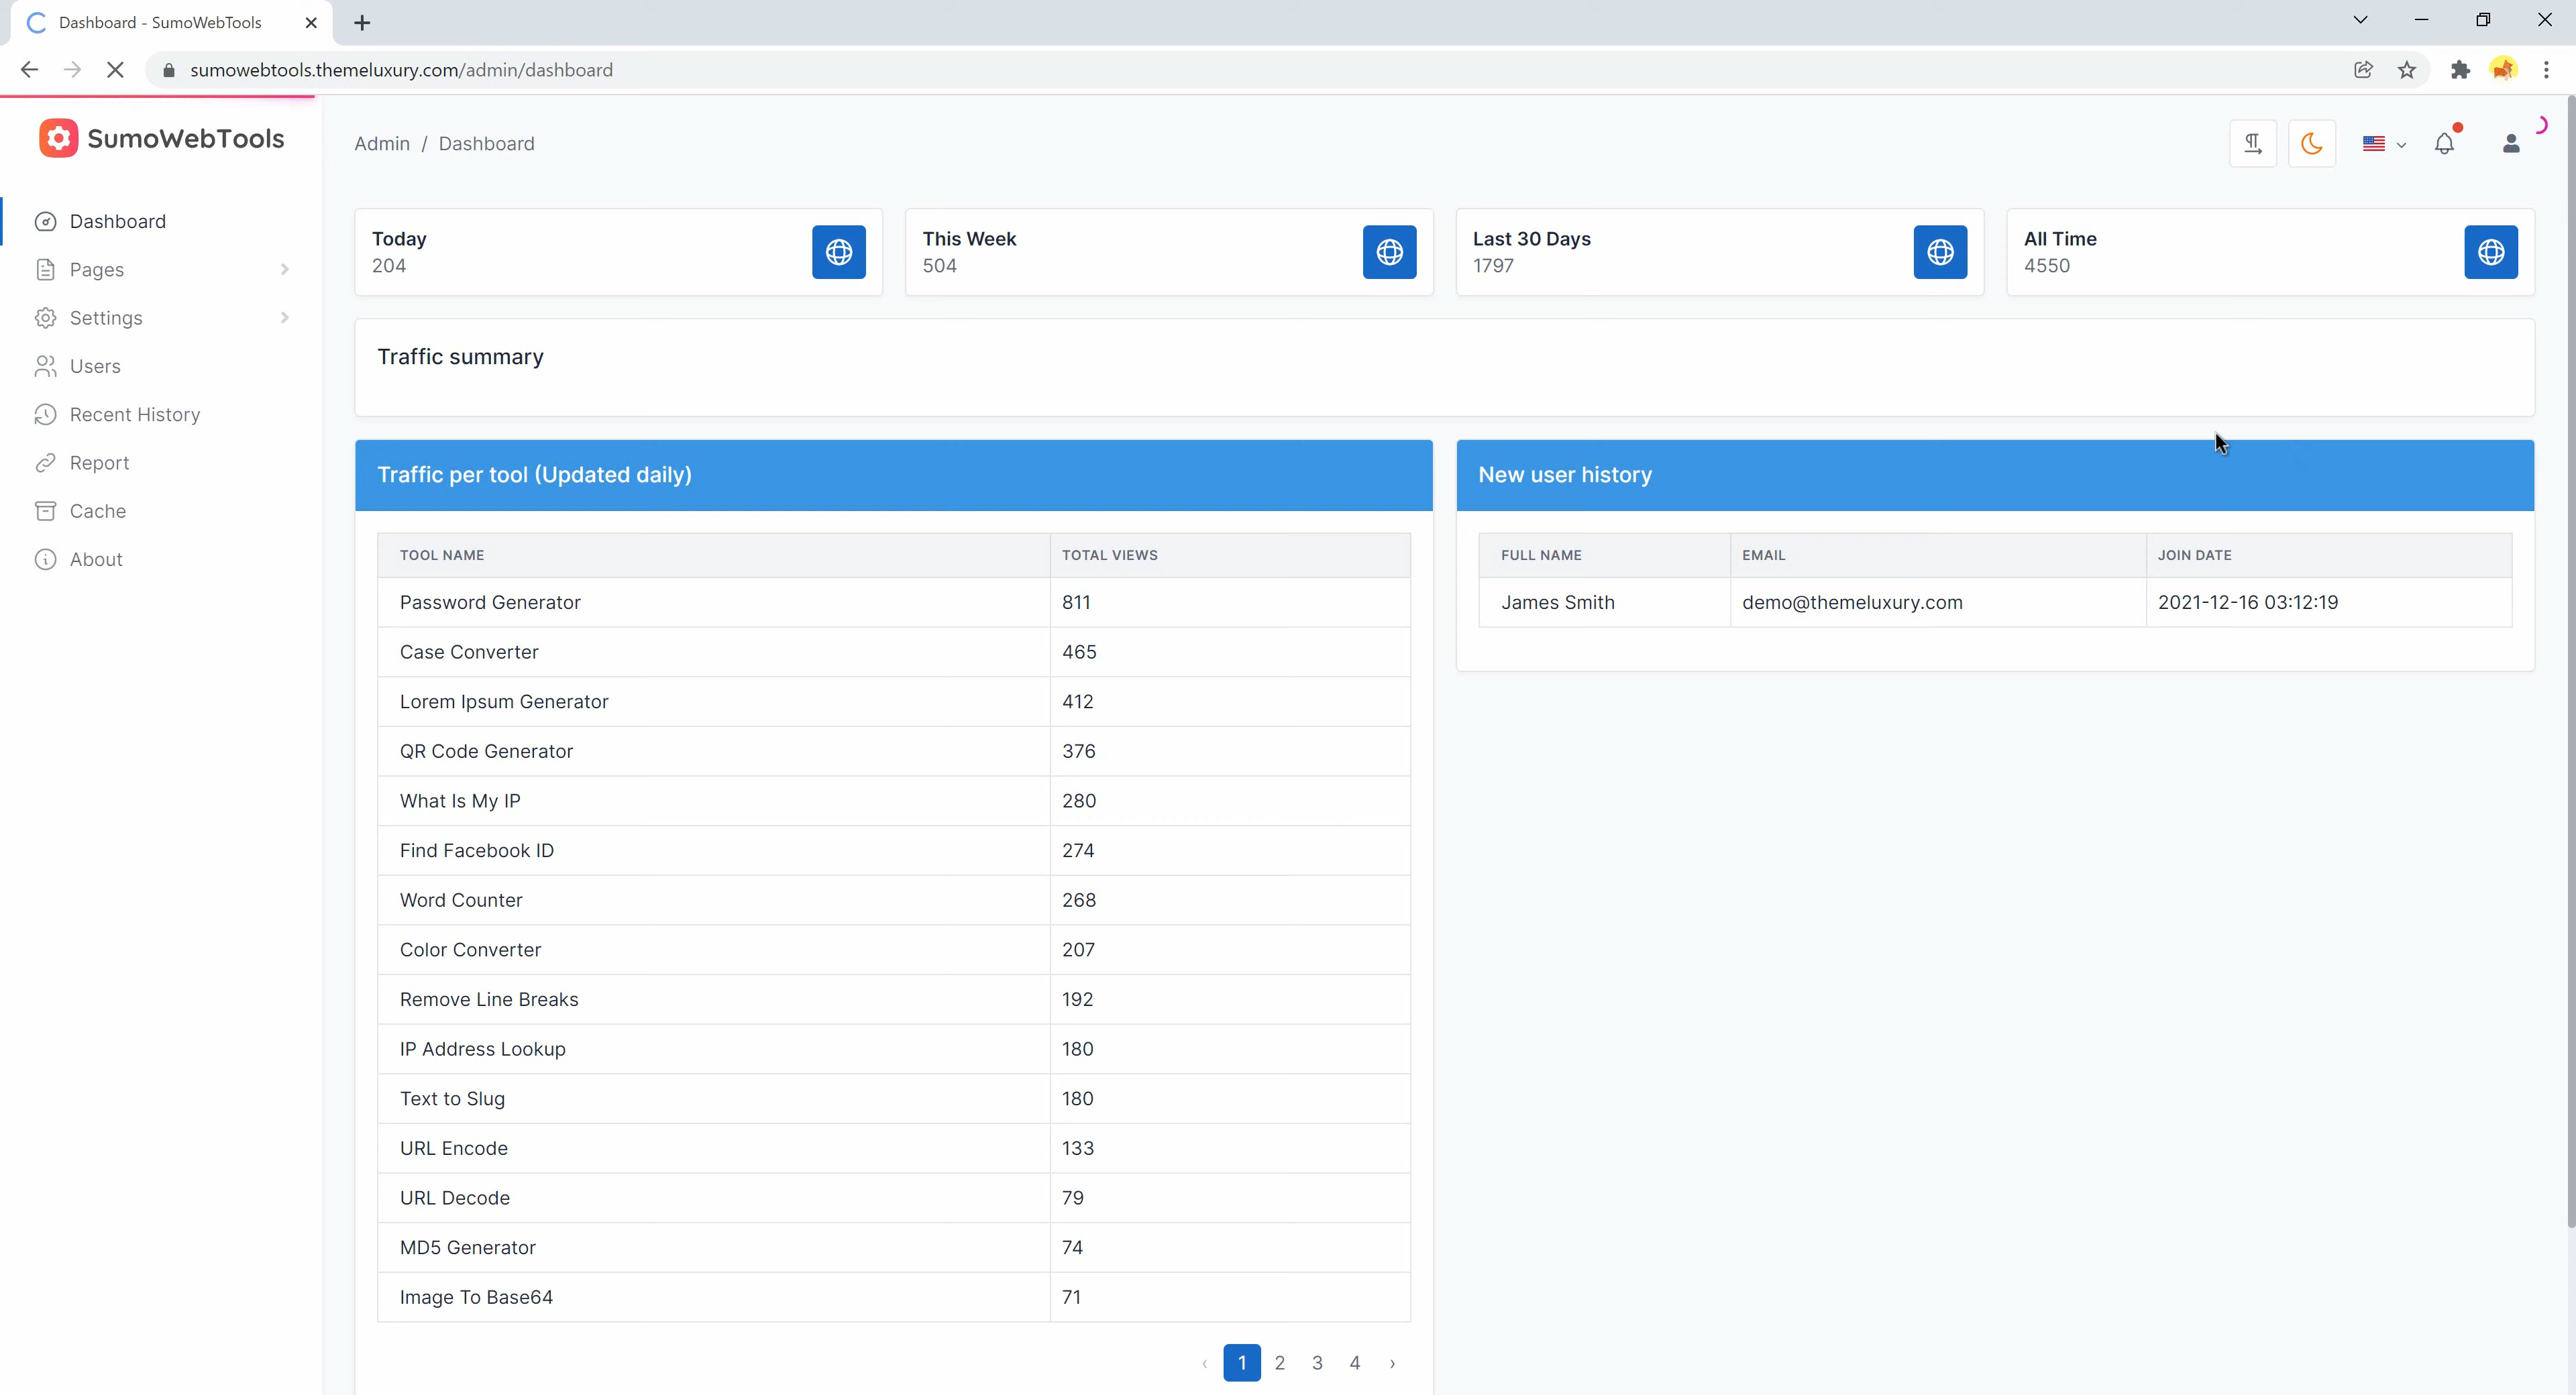 Dashboard - SumoWebTools
sumowebtools.themeluxury.com/admin/dashboard
SumoWebTools
Admin / Dashboard
Dashboard
Pages
Settings
Users
Recent History
Report
Cache
About
Today
204
This Week
504
Last 30 Days
1797
All Time
4550
Traffic summary
Traffic per tool (Updated daily)
TOOL NAME TOTAL VIEWS
Password Generator 811
Case Converter 465
Lorem Ipsum Generator 412
QR Code Generator 376
What Is My IP 280
Find Facebook ID 274
Word Counter 268
Color Converter 207
Remove Line Breaks 192
IP Address Lookup 180
Text to Slug 180
URL Encode 133
URL Decode 79
MD5 Generator 74
Image To Base64 71
‹ 1 2 3 4 ›
New user history
FULL NAME EMAIL JOIN DATE
James Smith demo@themeluxury.com 2021-12-16 03:12:19